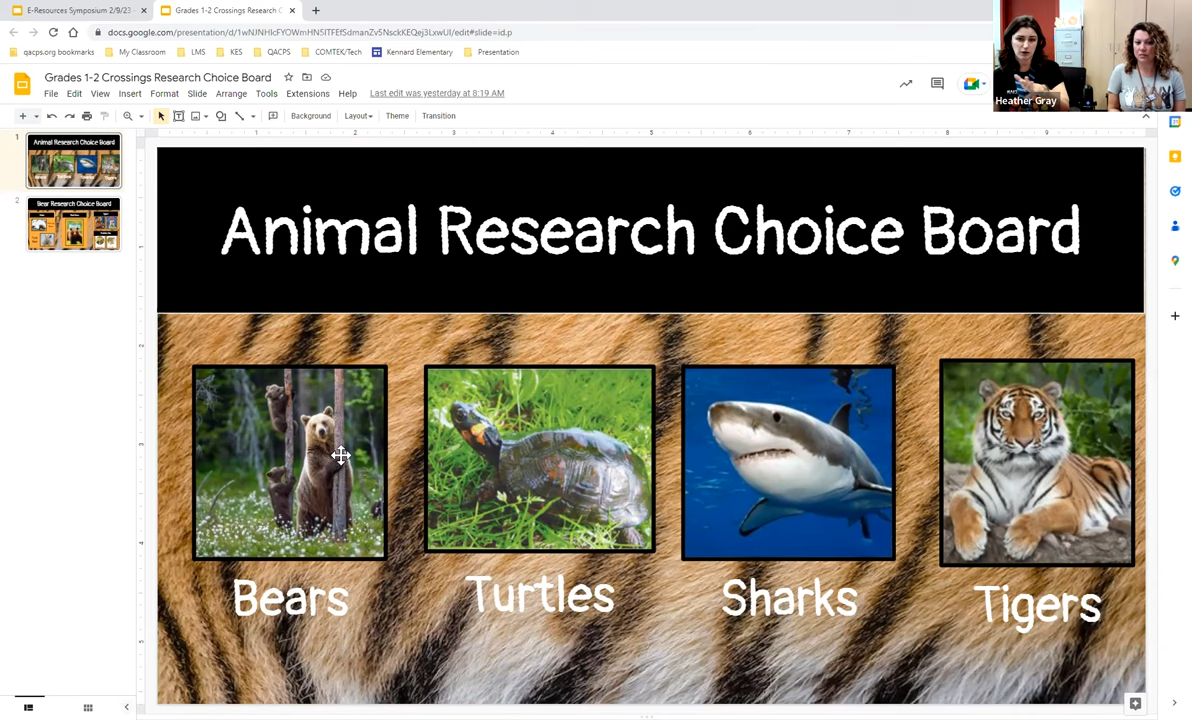 E-Resources Symposium 2/9/23 -
Grades 1-2 Crossings Research C
docs.google.com/presentation/d/1wNJNHlcFYOWmHN5lTFEfSdmanZv5NsckKEQej3LxwUI/edit#slide=id.p
qacps.org bookmarks My Classroom LMS KES QACPS COMTEK/Tech Kennard Elementary Presentation
Grades 1-2 Crossings Research Choice Board
File Edit View Insert Format Slide Arrange Tools Extensions Help Last edit was yesterday at 8:19 AM
Background Layout Theme Transition
Heather Gray
1
Animal Research Choice Board
2
Bear Research Choice Board
Animal Research Choice Board
Bears
Turtles
Sharks
Tigers